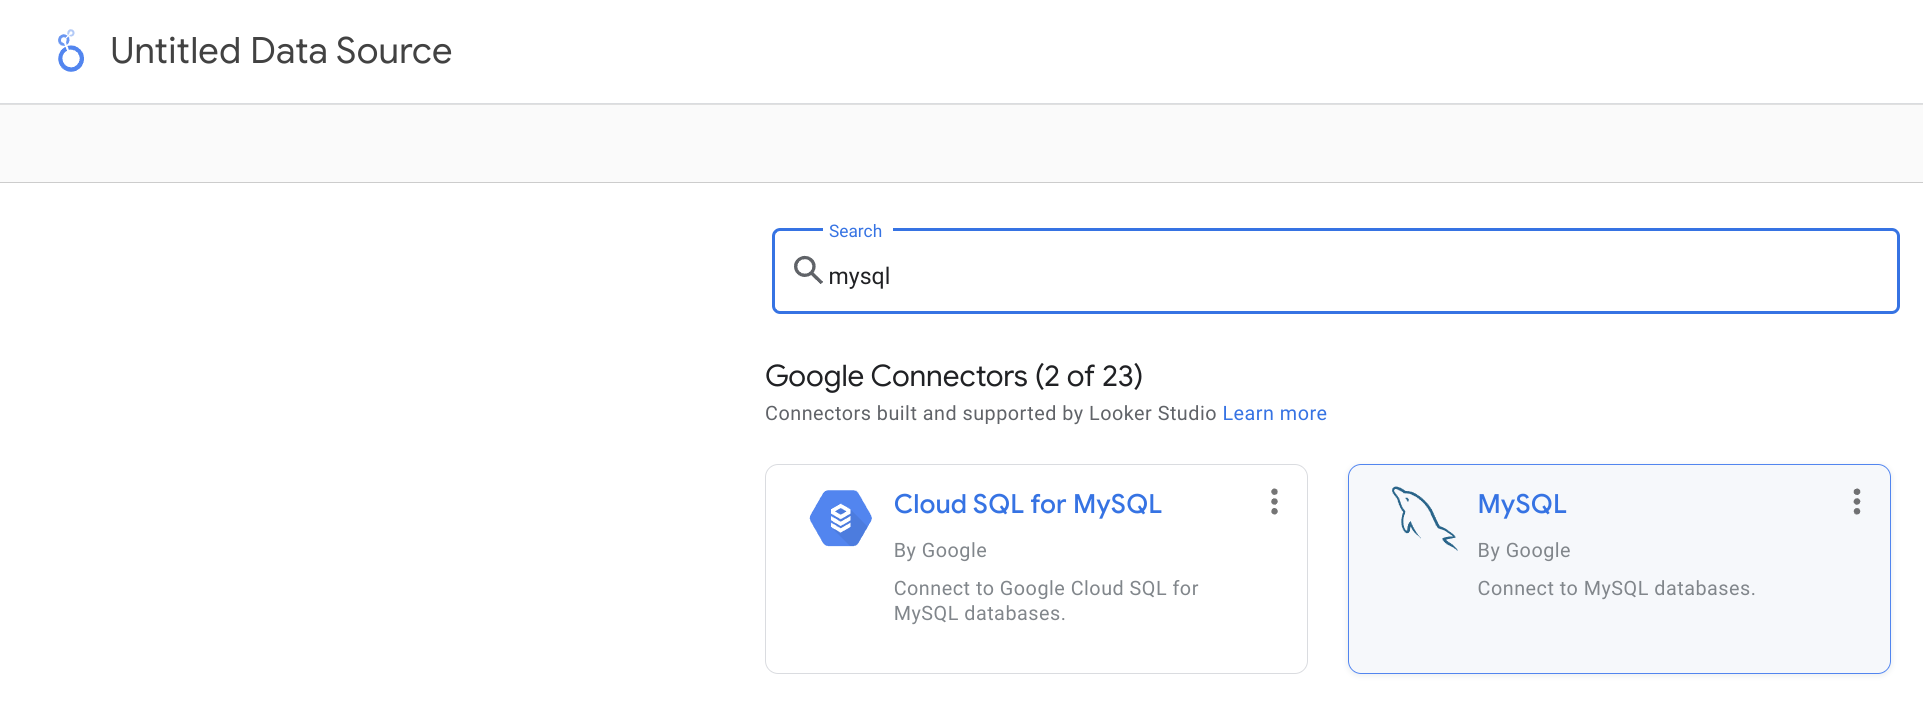 Untitled Data Source
Search
mysql
Google Connectors (2 of 23)
Connectors built and supported by Looker Studio Learn more
Cloud SQL for MySQL
By Google
Connect to Google Cloud SQL for
MySQL databases.
MySQL
By Google
Connect to MySQL databases.